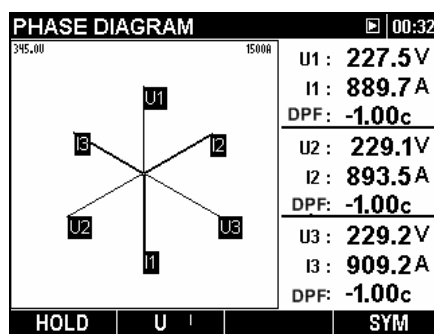 PHASE DIAGRAM 00:32
345.0U 1500A
U1
I3 I2
U2 U3
I1
U1 : 227.5V
I1 : 889.7A
DPF: -1.00c
U2 : 229.1V
I2 : 893.5A
DPF: -1.00c
U3 : 229.2V
I3 : 909.2A
DPF: -1.00c
HOLD U I SYM